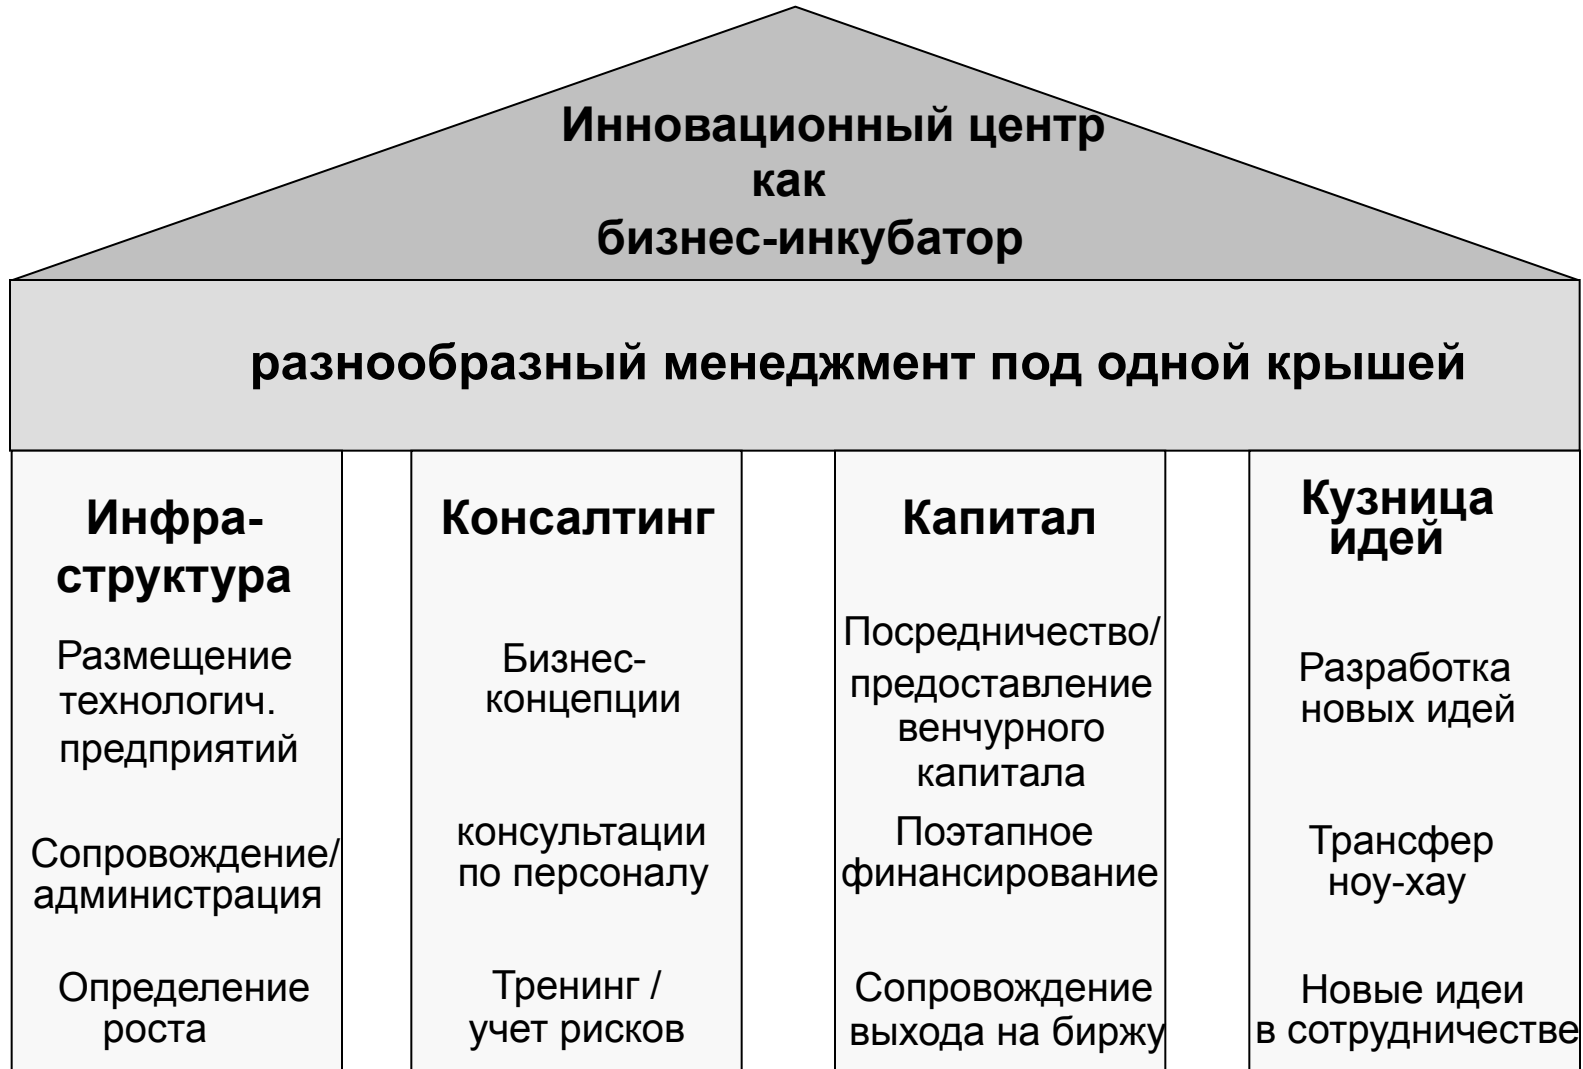 Инновационный центр
как
бизнес-инкубатор
разнообразный менеджмент под одной крышей
Инфра-
структура
Размещение
технологич.
предприятий
Сопровождение/
администрация
Определение
роста
Консалтинг
Бизнес-
концепции
консультации
по персоналу
Тренинг /
учет рисков
Капитал
Посредничество/
предоставление
венчурного
капитала
Поэтапное
финансирование
Сопровождение
выхода на биржу
Кузница
идей
Разработка
новых идей
Трансфер
ноу-хау
Новые идеи
в сотрудничестве